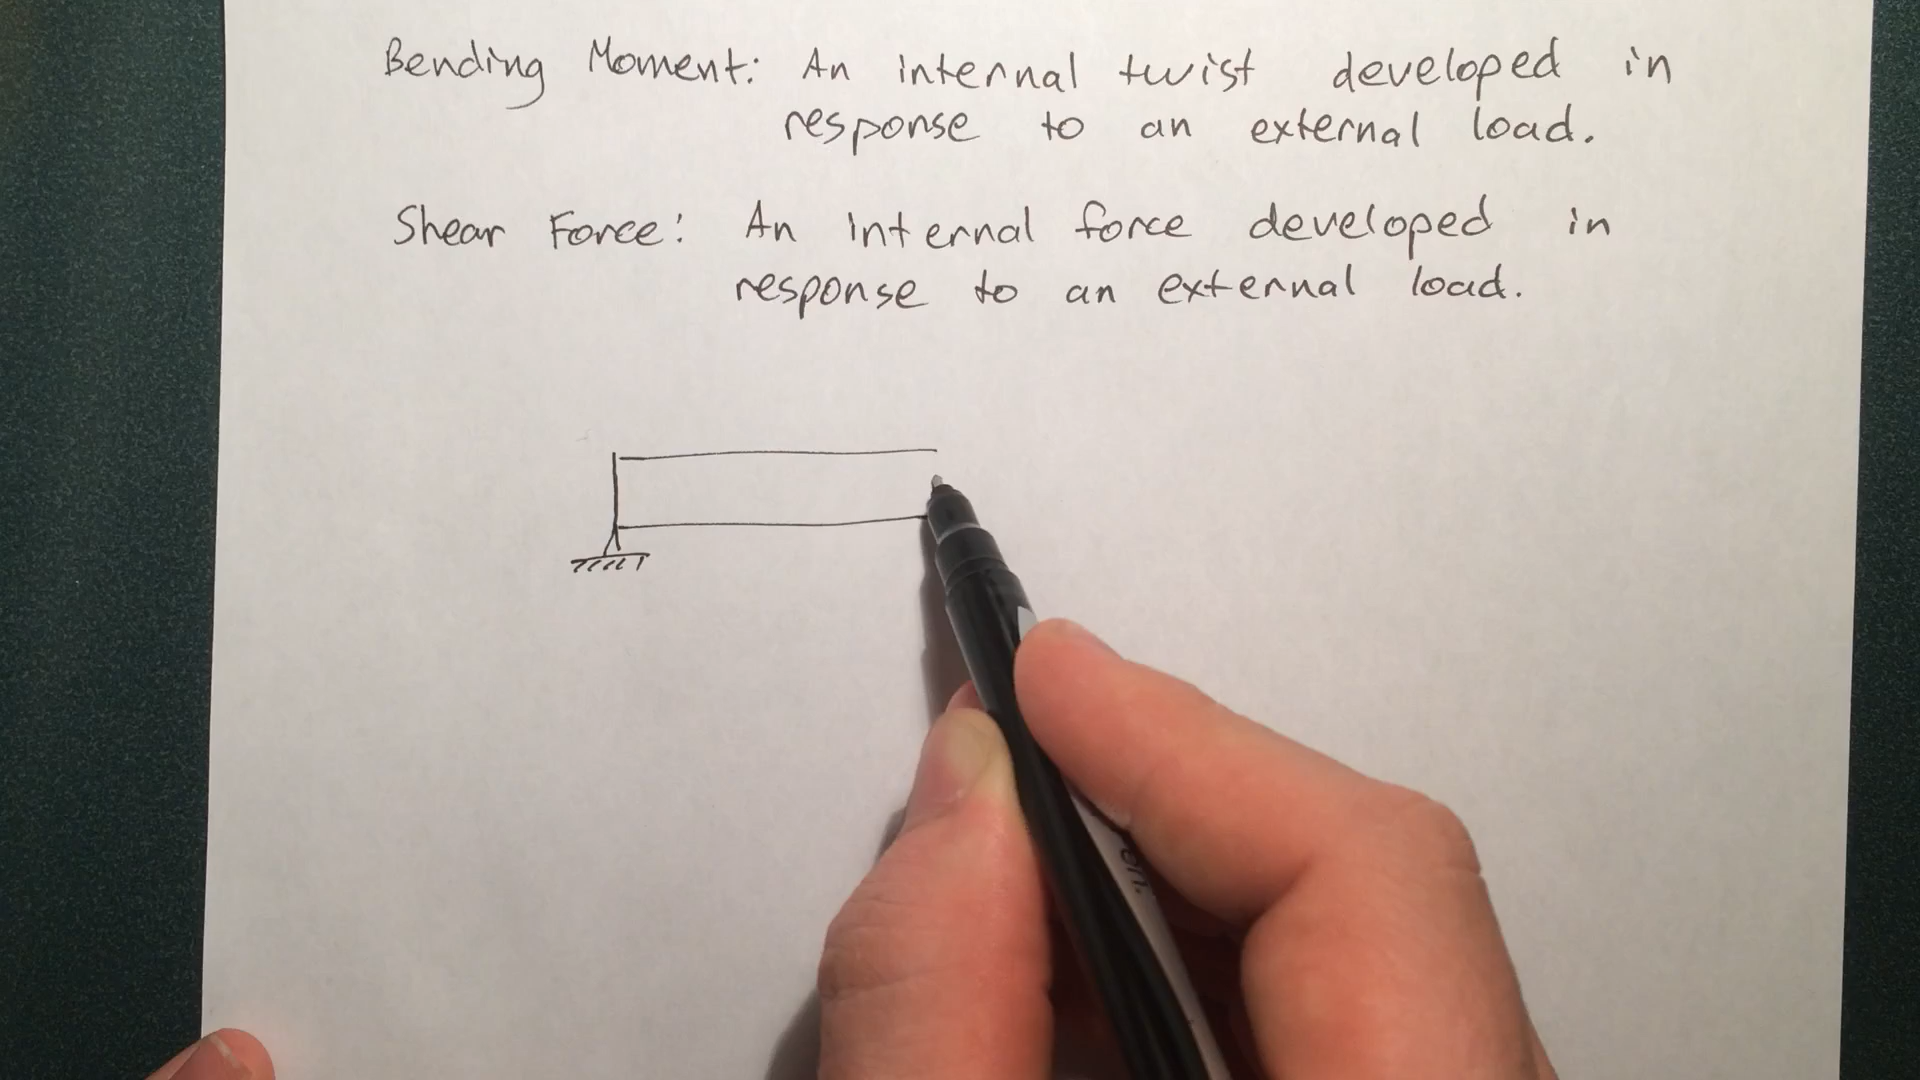 Bending Moment: An internal twist developed in
response to an external load.
Shear Force: An internal force developed in
response to an external load.